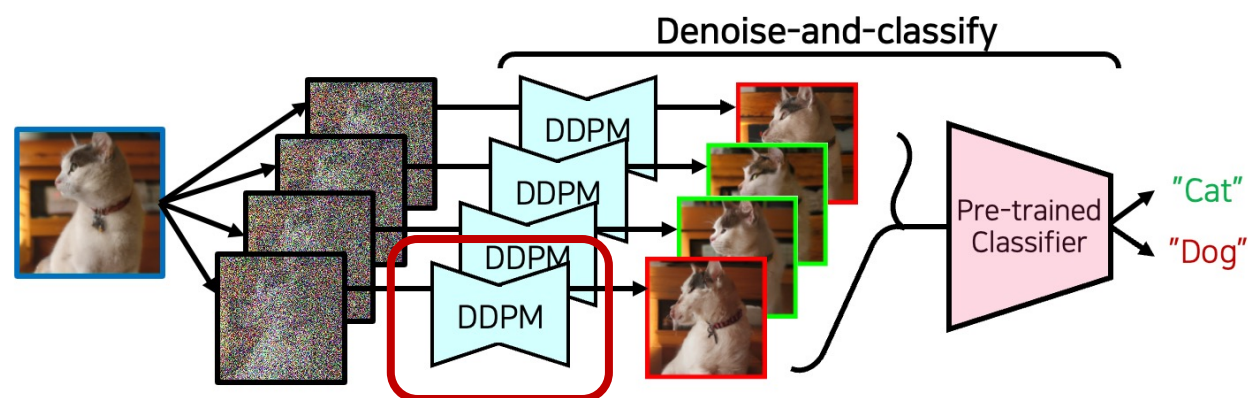 Denoise-and-classify
DDPM
DDPM
DDPM
DDPM
Pre-trained
Classifier
"Cat"
"Dog"